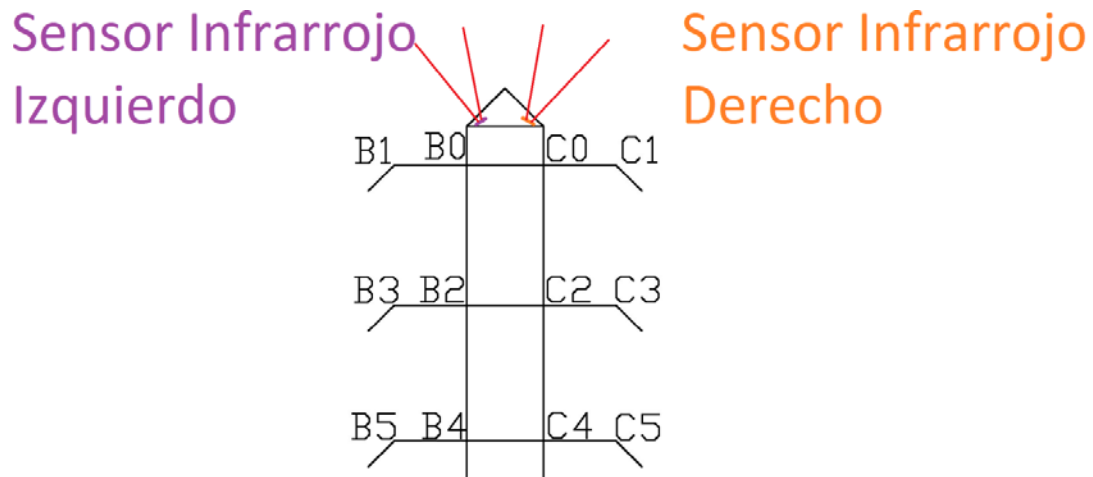 Sensor Infrarrojo
Izquierdo
Sensor Infrarrojo
Derecho
B1 B0 C0 C1
B3 B2 C2 C3
B5 B4 C4 C5